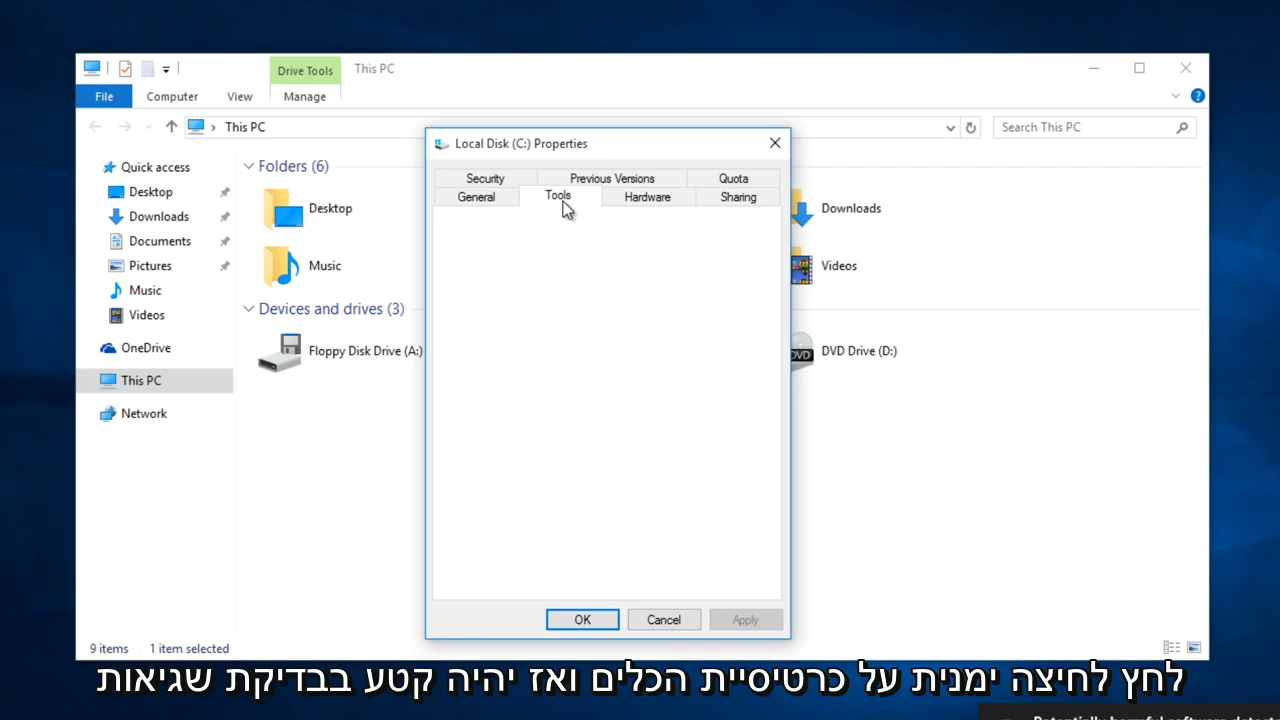 Drive Tools
This PC
File
Computer
View
Manage
This PC
Search This PC
Quick access
Desktop
Downloads
Documents
Pictures
Music
Videos
OneDrive
This PC
Network
Folders (6)
Desktop
Music
Devices and drives (3)
Floppy Disk Drive (A:)
Downloads
Videos
DVD Drive (D:)
DVD
Local Disk (C:) Properties
Security
Previous Versions
Quota
General
Tools
Hardware
Sharing
OK
Cancel
Apply
9 items
1 item selected
לחץ לחיצה ימנית על כרטיסיית הכלים ואז יהיה קטע בבדיקת שגיאות